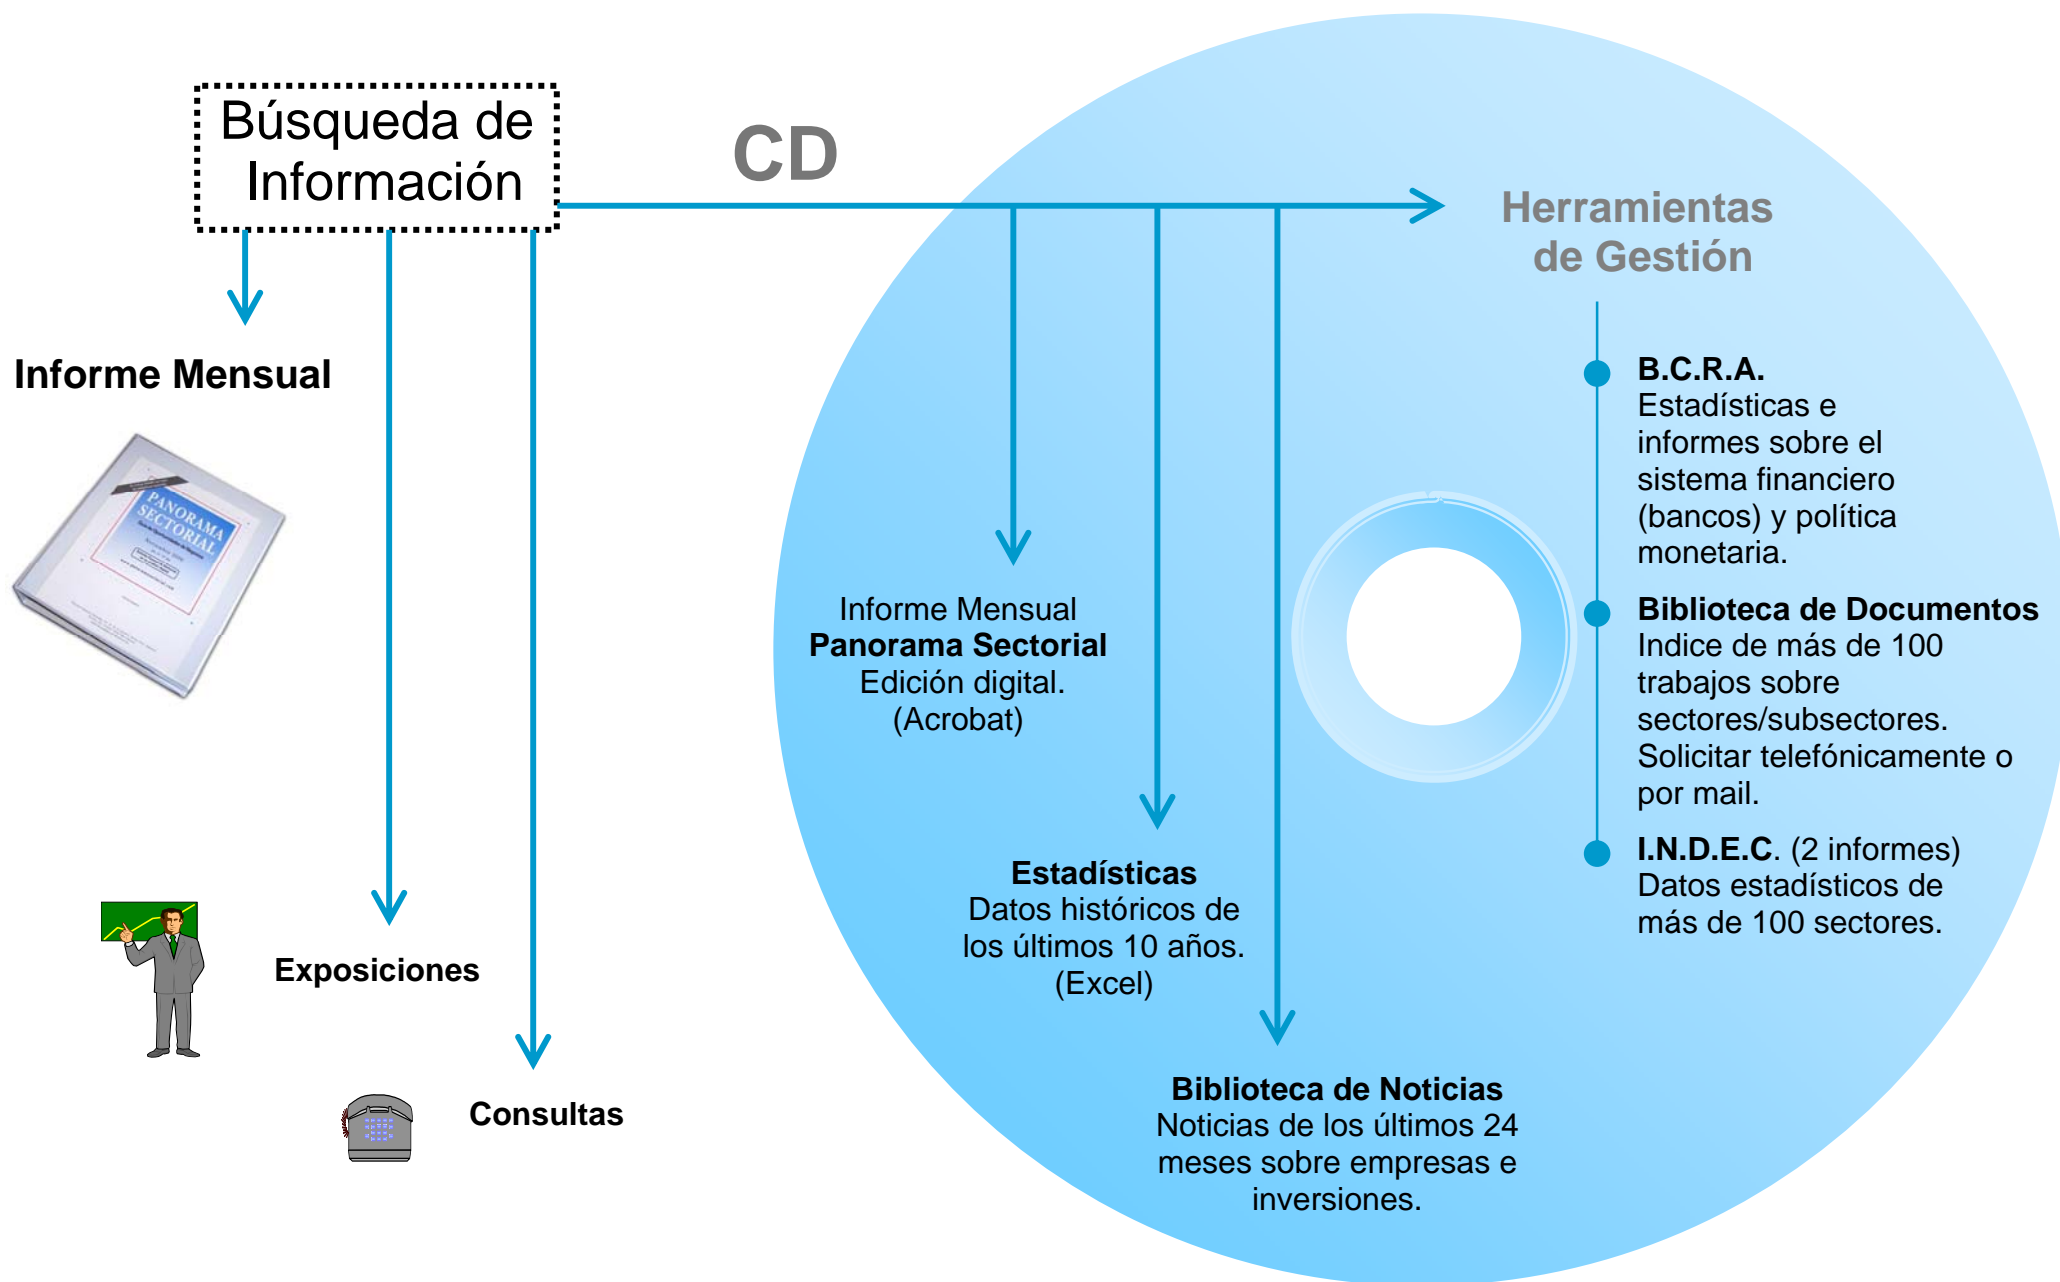 Búsqueda de
Información
CD
Herramientas
de Gestión
Informe Mensual
PANORAMA
SECTORIAL
Exposiciones
Consultas
Informe Mensual
Panorama Sectorial
Edición digital.
(Acrobat)
Estadísticas
Datos históricos de
los últimos 10 años.
(Excel)
Biblioteca de Noticias
Noticias de los últimos 24
meses sobre empresas e
inversiones.
B.C.R.A.
Estadísticas e
informes sobre el
sistema financiero
(bancos) y política
monetaria.
Biblioteca de Documentos
Indice de más de 100
trabajos sobre
sectores/subsectores.
Solicitar telefónicamente o
por mail.
I.N.D.E.C. (2 informes)
Datos estadísticos de
más de 100 sectores.